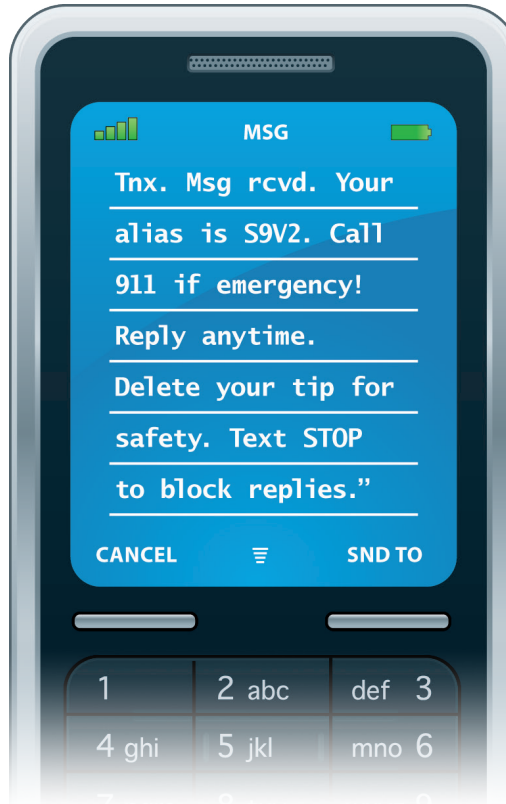 MSG
Tnx. Msg rcvd. Your
alias is S9V2. Call
911 if emergency!
Reply anytime.
Delete your tip for
safety. Text STOP
to block replies.”
CANCEL SND TO
1 2 abc def 3
4 ghi 5 jkl mno 6